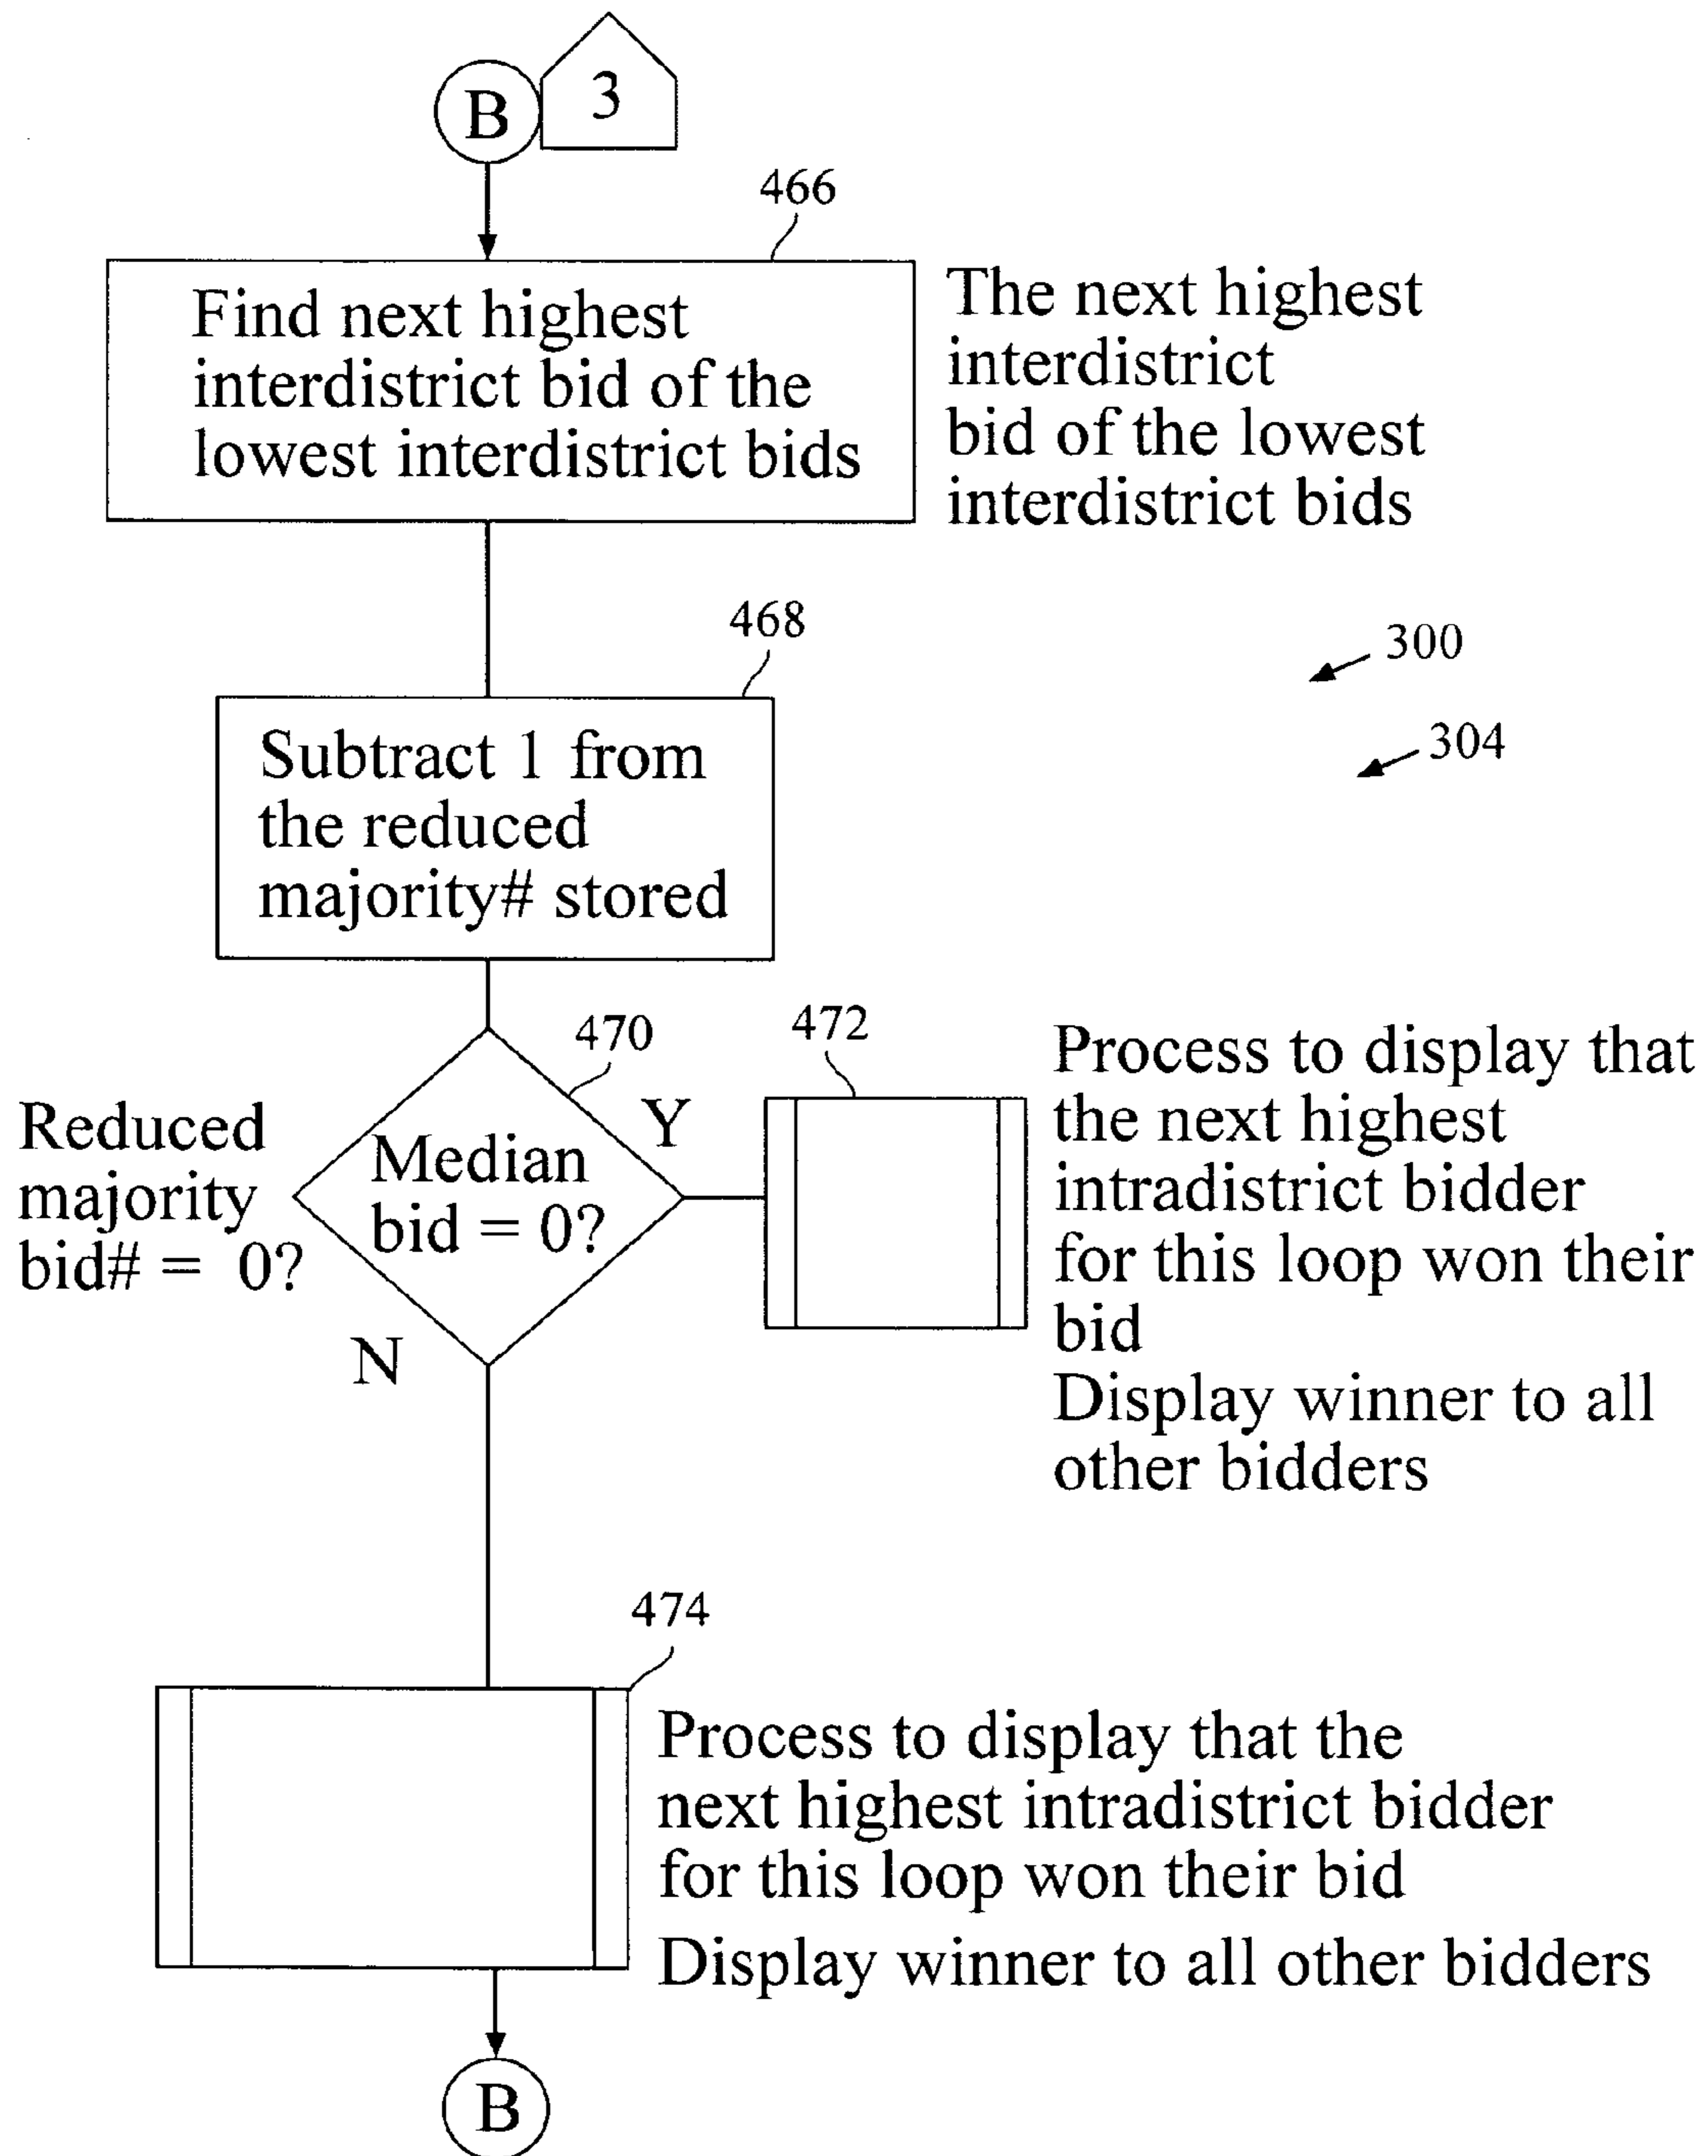 B
3
466
Find next highest
interdistrict bid of the
lowest interdistrict bids
The next highest
interdistrict
bid of the lowest
interdistrict bids
468
300
304
Subtract 1 from
the reduced
majority# stored
470
Reduced
majority
bid# = 0?
Median
bid = 0?
Y
N
472
Process to display that
the next highest
intradistrict bidder
for this loop won their
bid
Display winner to all
other bidders
474
Process to display that the
next highest intradistrict bidder
for this loop won their bid
Display winner to all other bidders
B